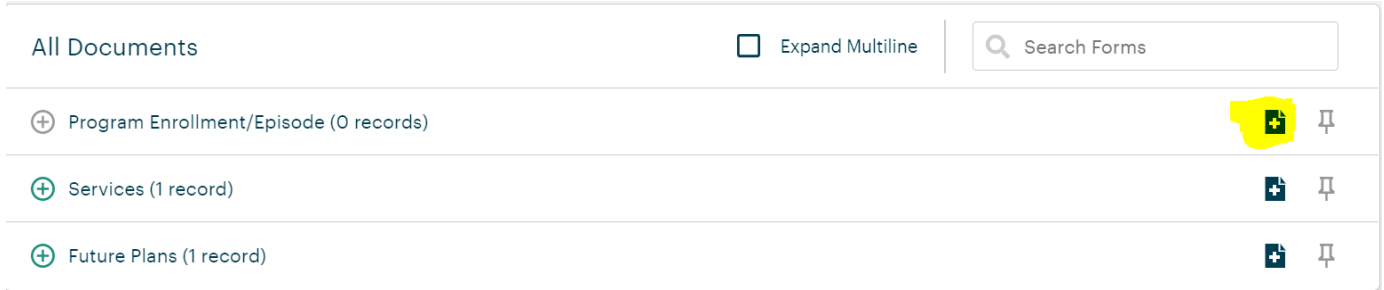 All Documents Expand Multiline Search Forms
Program Enrollment/Episode (0 records)
Services (1 record)
Future Plans (1 record)